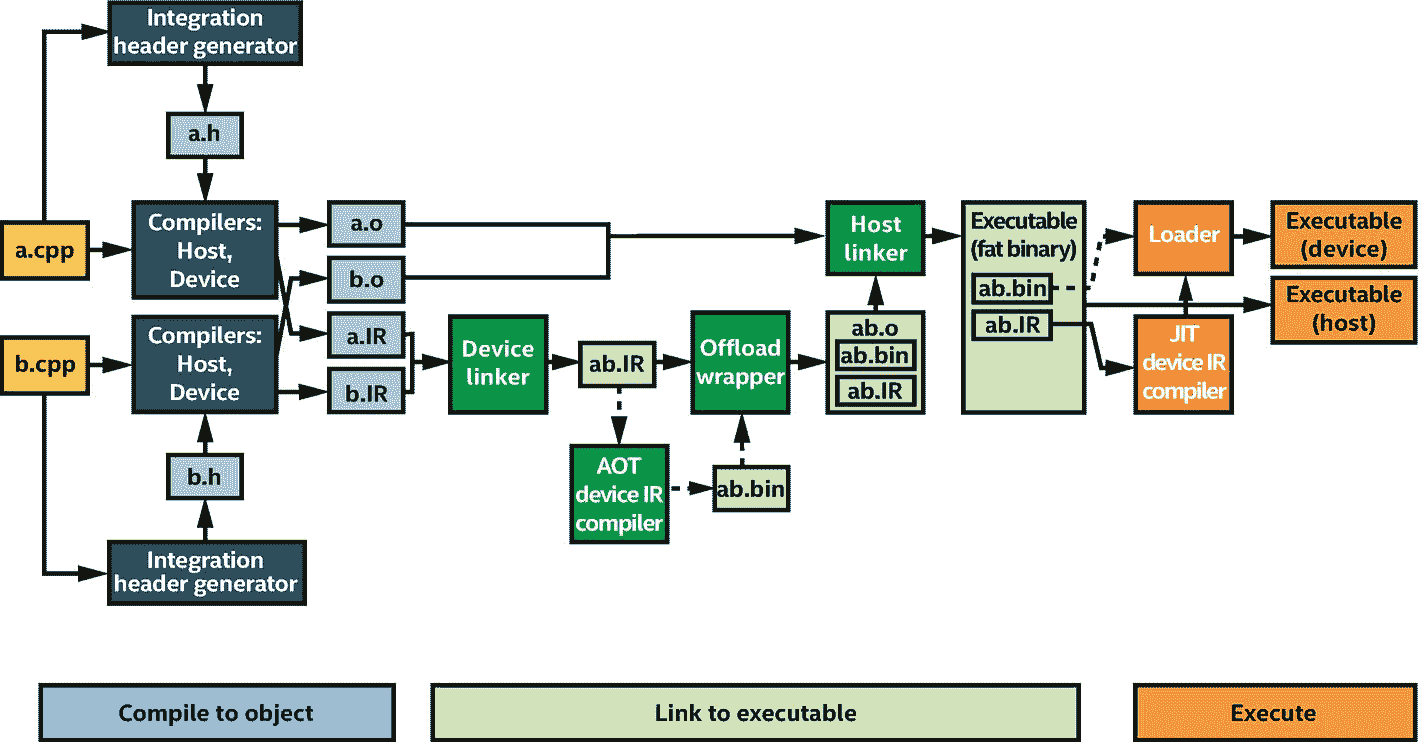 Integration
header generator
a.h
a.cpp
Compilers:
Host,
Device
a.o
b.o
b.cpp
Compilers:
Host,
Device
a.IR
b.IR
b.h
Integration
header generator
Device
linker
ab.IR
AOT
device IR
compiler
ab.bin
Offload
wrapper
Host
linker
ab.o
ab.bin
ab.IR
Executable
(fat binary)
ab.bin
ab.IR
Loader
JIT
device IR
compiler
Executable
(device)
Executable
(host)
Compile to object
Link to executable
Execute